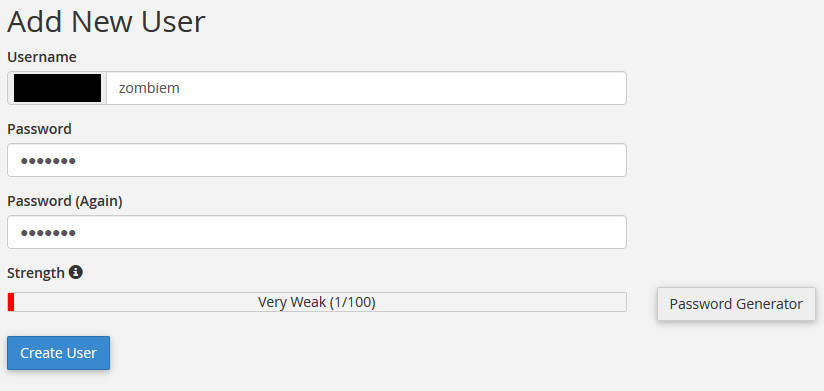 Add New User
Username
zombiem
Password
•••••••
Password (Again)
•••••••
Strength
Very Weak (1/100)
Password Generator
Create User